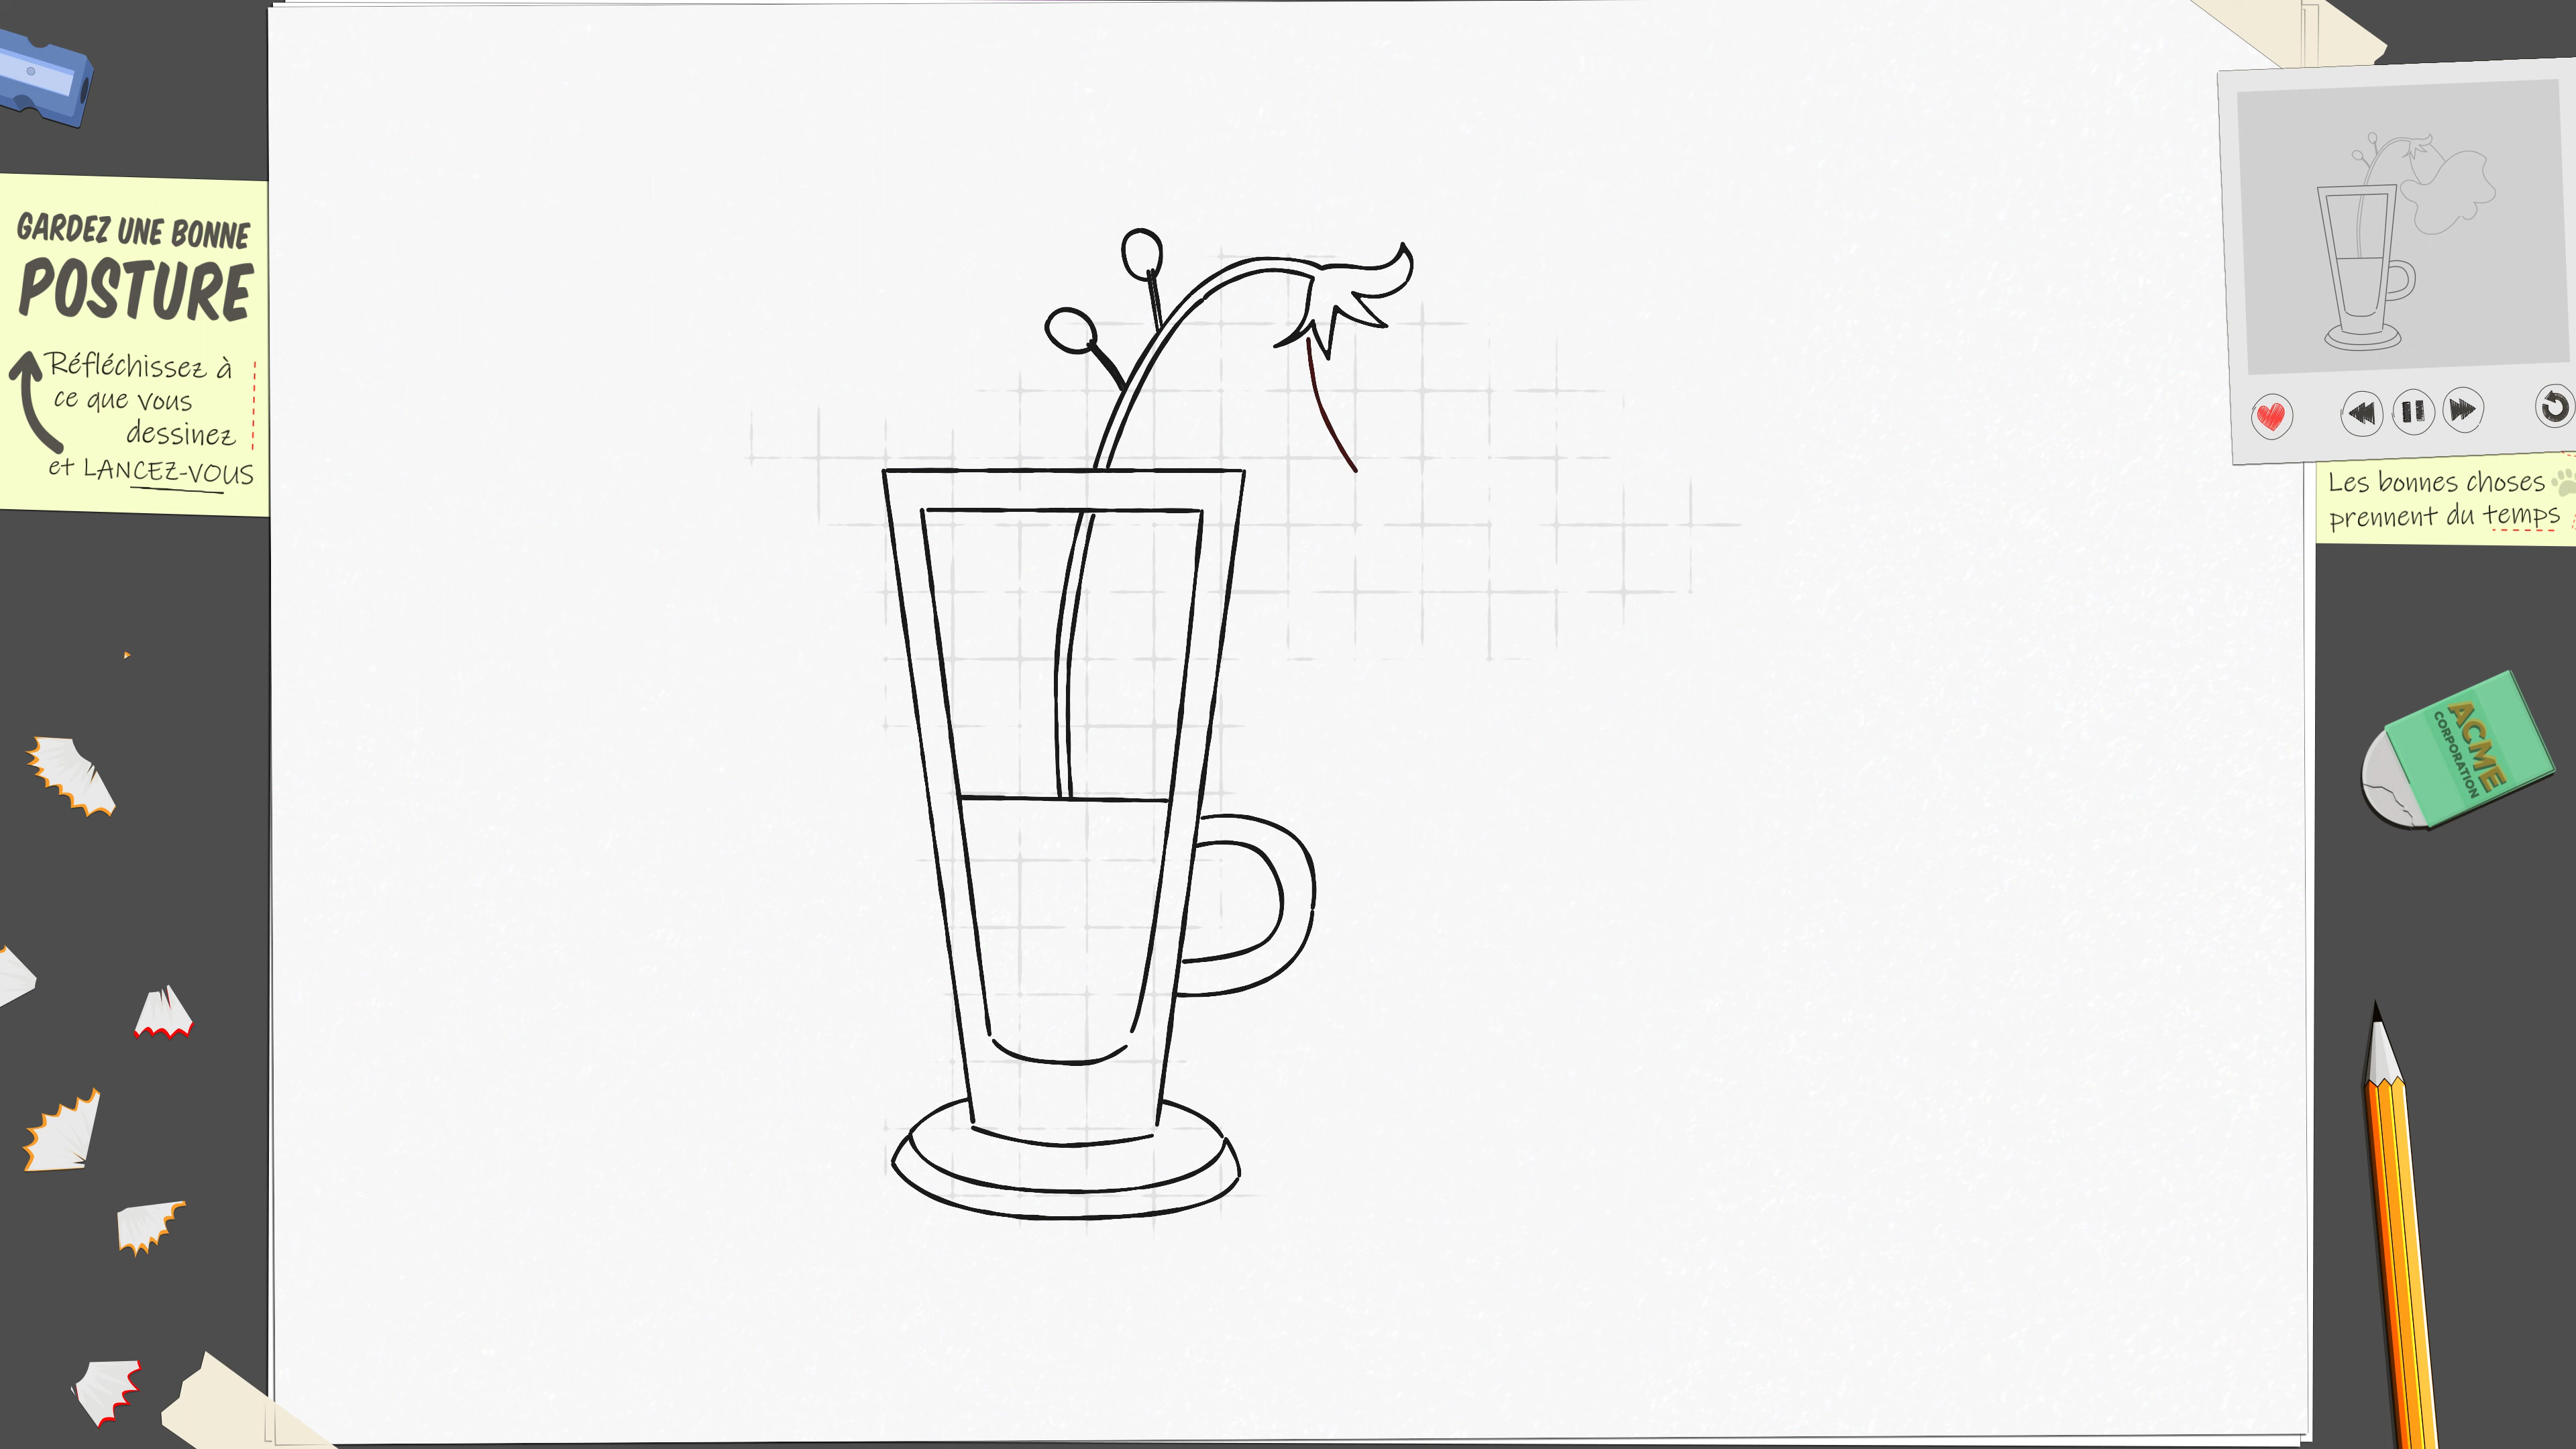 GARDEZ UNE BONNE
POSTURE
Réfléchissez à
ce que vous
dessinez
et LANCEZ-VOUS
Les bonnes choses
prennent du temps
ACME
CORPORATION